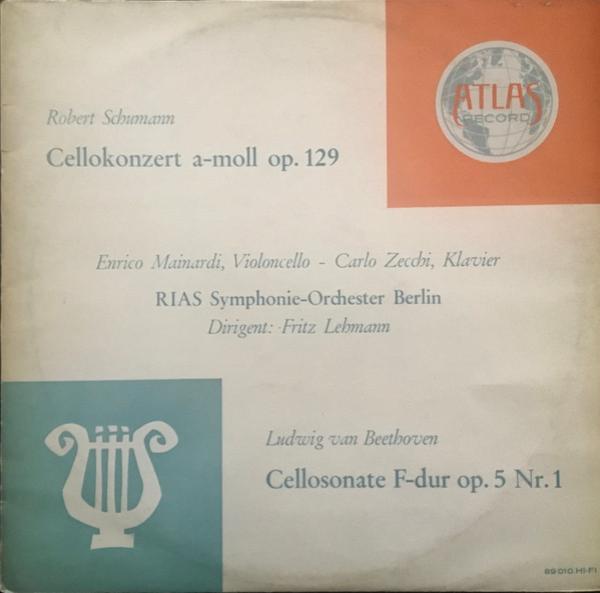 ATLAS
RECORD
Robert Schumann
Cellokonzert a-moll op. 129
Enrico Mainardi, Violoncello - Carlo Zecchi, Klavier
RIAS Symphonie-Orchester Berlin
Dirigent: Fritz Lehmann
Ludwig van Beethoven
Cellosonate F-dur op. 5 Nr. 1
89 010 HI-FI